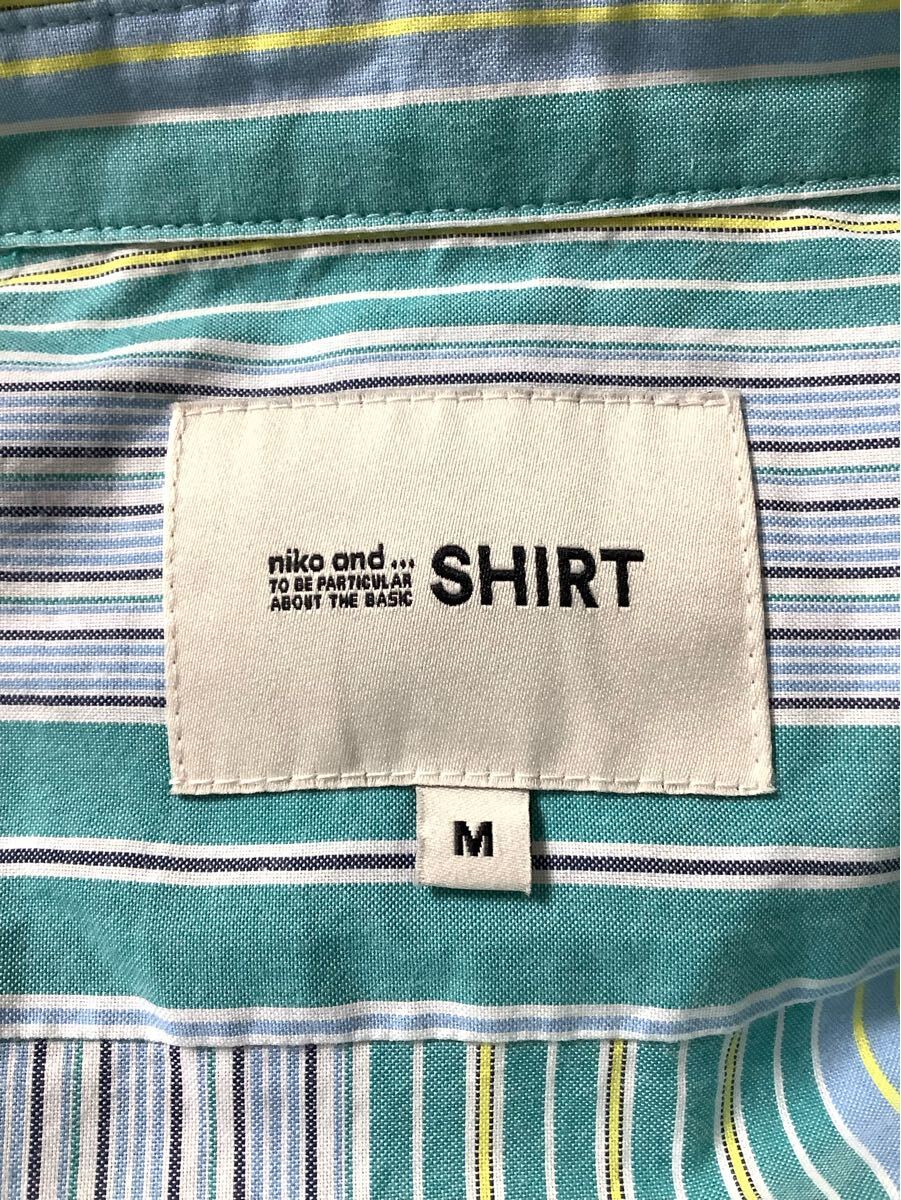 niko and ...
TO BE PARTICULAR
ABOUT THE BASIC
SHIRT
M